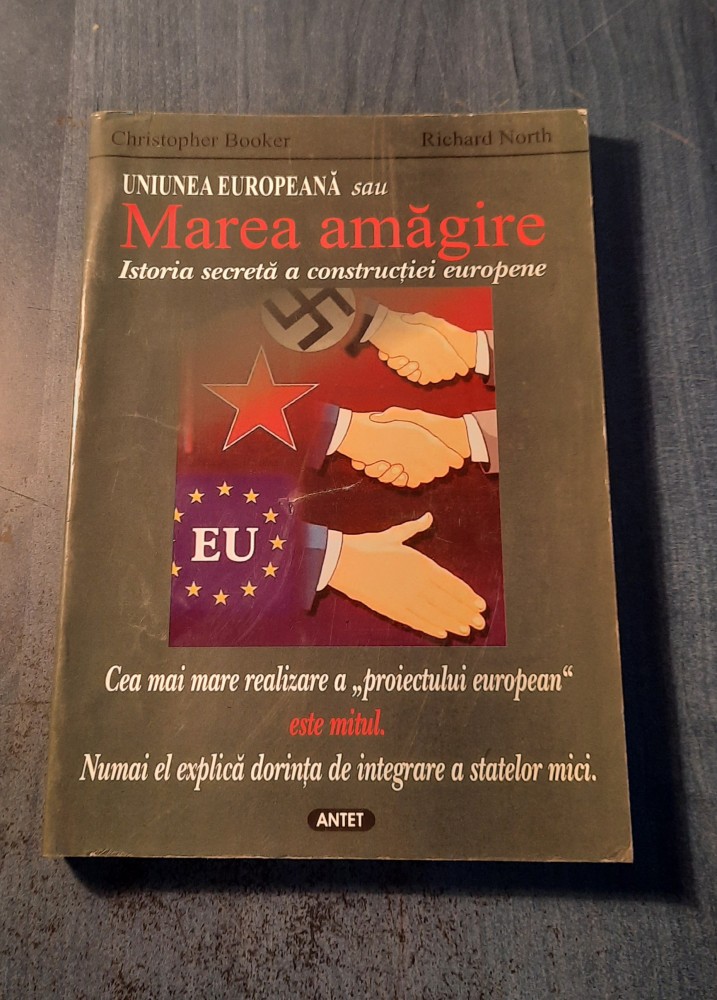 Christopher Booker Richard North
UNIUNEA EUROPEANĂ sau
Marea amăgire
Istoria secretă a construcției europene
EU
Cea mai mare realizare a „proiectului european“
este mitul.
Numai el explică dorința de integrare a statelor mici.
ANTET